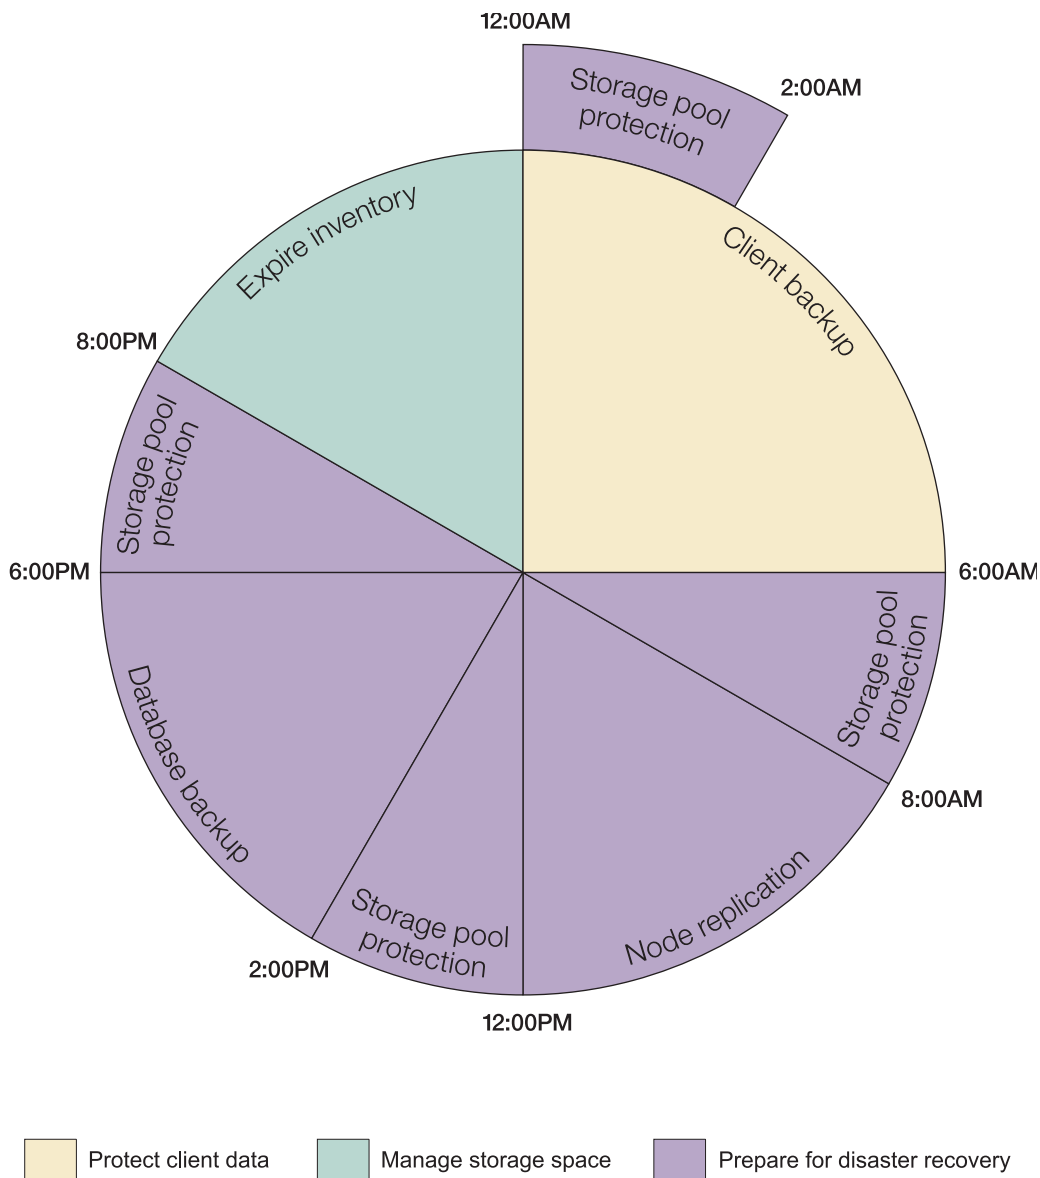 12:00AM
Storage pool
protection
2:00AM
Client backup
Expire inventory
8:00PM
Storage pool
protection
6:00PM
6:00AM
Storage pool
protection
8:00AM
Database backup
Node replication
Storage pool
protection
2:00PM
12:00PM
Protect client data
Manage storage space
Prepare for disaster recovery